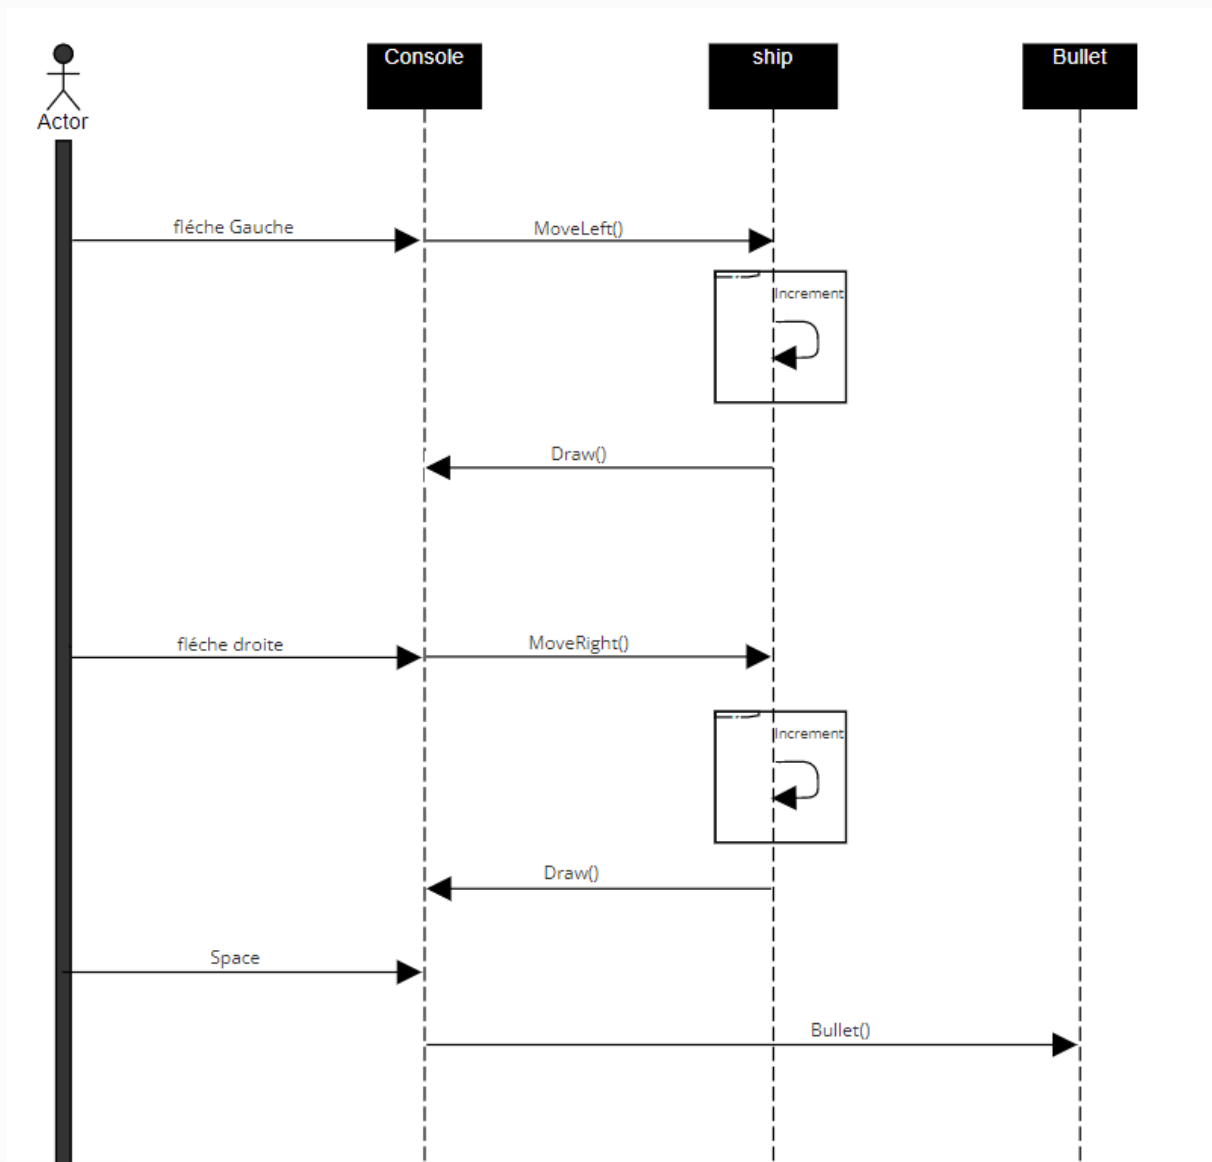 Console
ship
Bullet
Actor
fléche Gauche
MoveLeft()
Increment
Draw()
fléche droite
MoveRight()
Increment
Draw()
Space
Bullet()